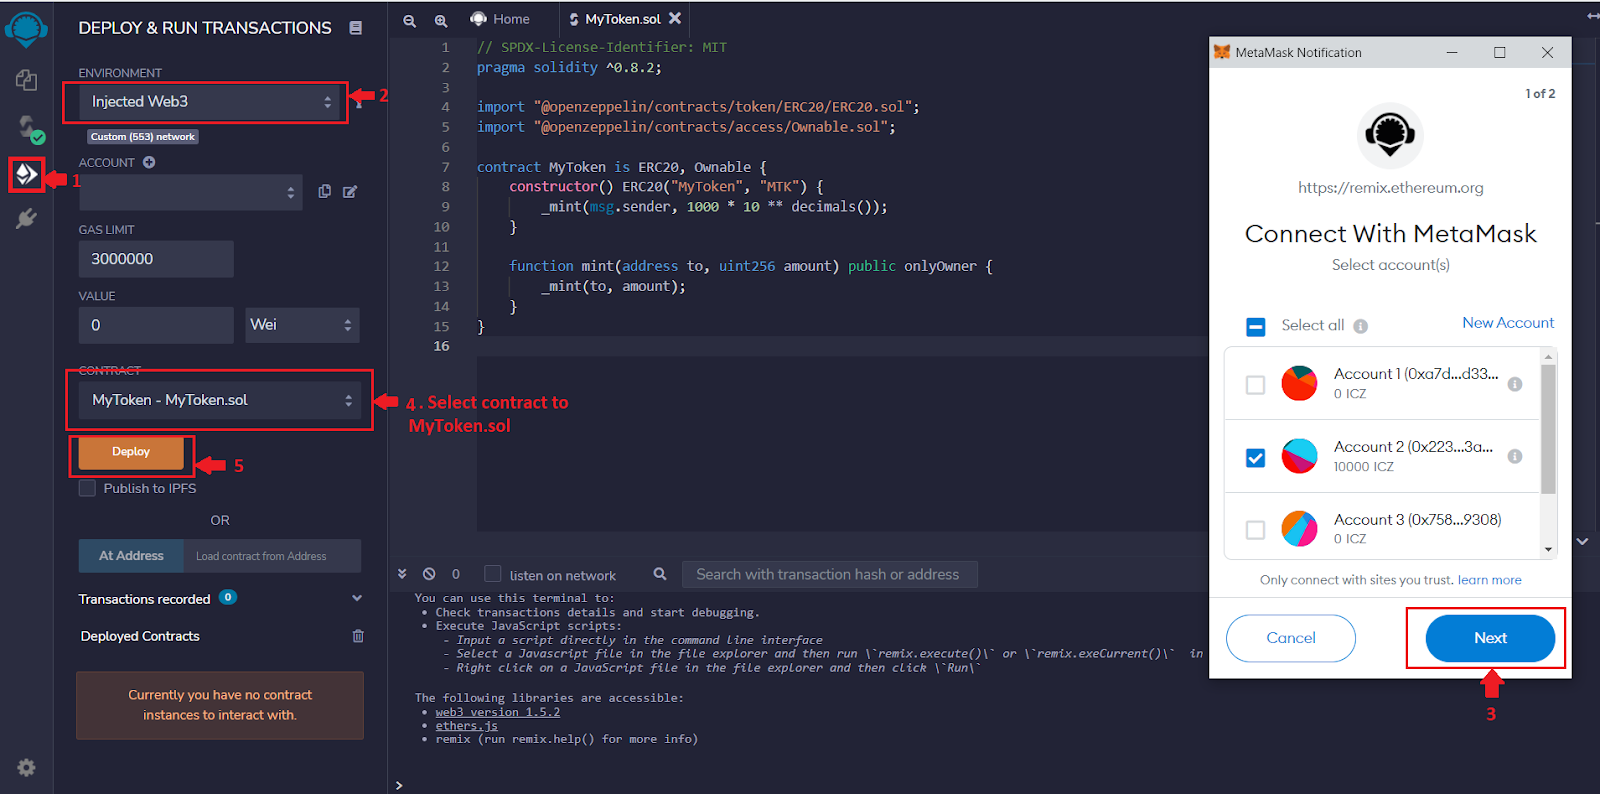 DEPLOY & RUN TRANSACTIONS
ENVIRONMENT
Injected Web3
2
Custom (553) network
ACCOUNT
1
GAS LIMIT
3000000
VALUE
0
Wei
CONTRACT
MyToken - MyToken.sol
4. Select contract to
MyToken.sol
Deploy
5
Publish to IPFS
OR
At Address
Load contract from Address
Transactions recorded 0
Deployed Contracts
Currently you have no contract
instances to interact with.
Home
MyToken.sol
1 // SPDX-License-Identifier: MIT
2 pragma solidity ^0.8.2;
3
4 import "@openzeppelin/contracts/token/ERC20/ERC20.sol";
5 import "@openzeppelin/contracts/access/Ownable.sol";
6
7 contract MyToken is ERC20, Ownable {
8 constructor() ERC20("MyToken", "MTK") {
9 _mint(msg.sender, 1000 * 10 ** decimals());
10 }
11
12 function mint(address to, uint256 amount) public onlyOwner {
13 _mint(to, amount);
14 }
15 }
16
0
listen on network
Search with transaction hash or address
You can use this terminal to:
• Check transactions details and start debugging.
• Execute JavaScript scripts:
- Input a script directly in the command line interface
- Select a Javascript file in the file explorer and then run \`remix.execute()\` or \`remix.exeCurrent()\` in
- Right click on a JavaScript file in the file explorer and then click \`Run\`
The following libraries are accessible:
• web3 version 1.5.2
• ethers.js
• remix (run remix.help() for more info)
>
MetaMask Notification
1 of 2
https://remix.ethereum.org
Connect With MetaMask
Select account(s)
Select all
New Account
Account 1 (0xa7d...d33...
0 ICZ
Account 2 (0x223...3a...
10000 ICZ
Account 3 (0x758...9308)
0 ICZ
Only connect with sites you trust. learn more
Cancel
Next
3